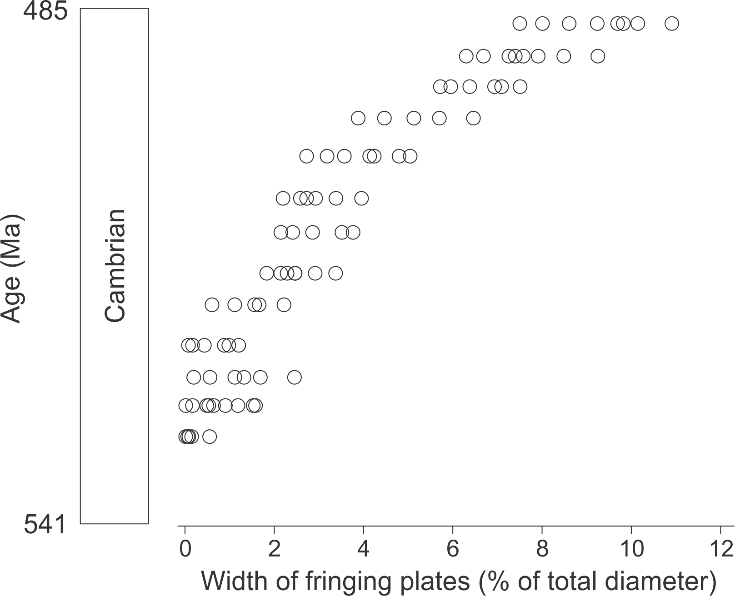 485
Age (Ma)
Cambrian
541
0 2 4 6 8 10 12
Width of fringing plates (% of total diameter)